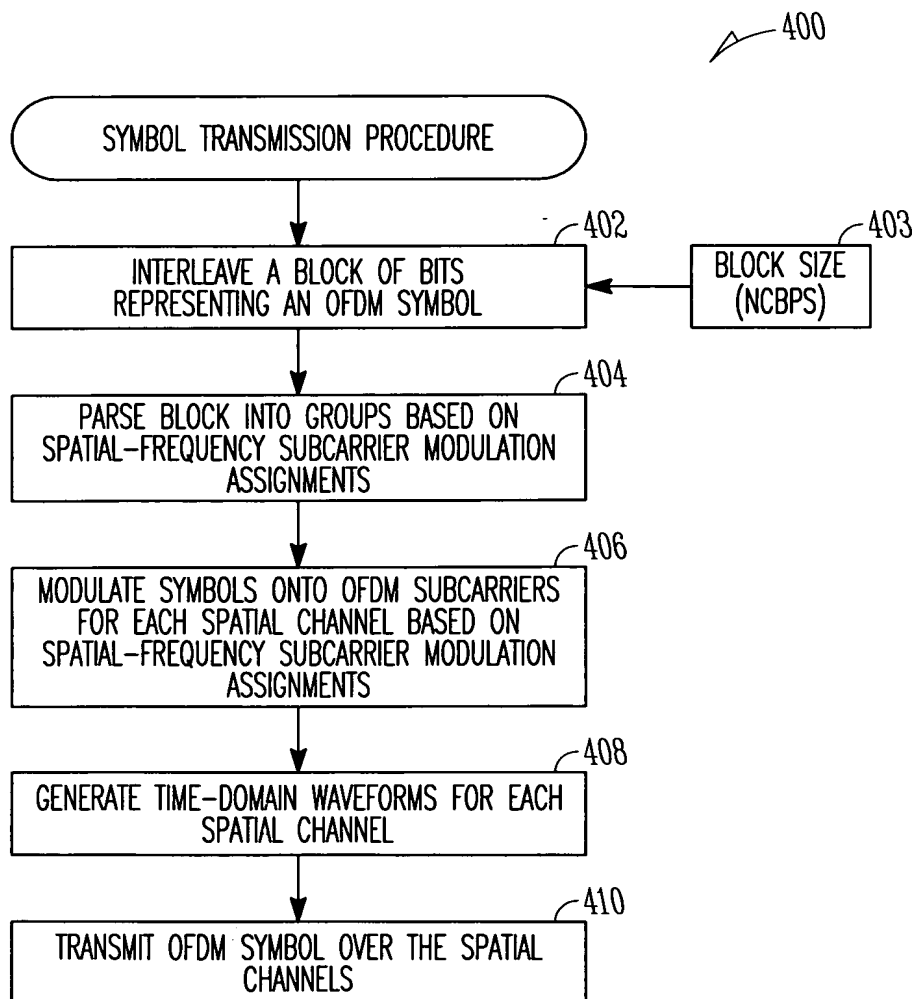 400
SYMBOL TRANSMISSION PROCEDURE
402
INTERLEAVE A BLOCK OF BITS
REPRESENTING AN OFDM SYMBOL
403
BLOCK SIZE
(NCBPS)
404
PARSE BLOCK INTO GROUPS BASED ON
SPATIAL-FREQUENCY SUBCARRIER MODULATION
ASSIGNMENTS
406
MODULATE SYMBOLS ONTO OFDM SUBCARRIERS
FOR EACH SPATIAL CHANNEL BASED ON
SPATIAL-FREQUENCY SUBCARRIER MODULATION
ASSIGNMENTS
408
GENERATE TIME-DOMAIN WAVEFORMS FOR EACH
SPATIAL CHANNEL
410
TRANSMIT OFDM SYMBOL OVER THE SPATIAL
CHANNELS